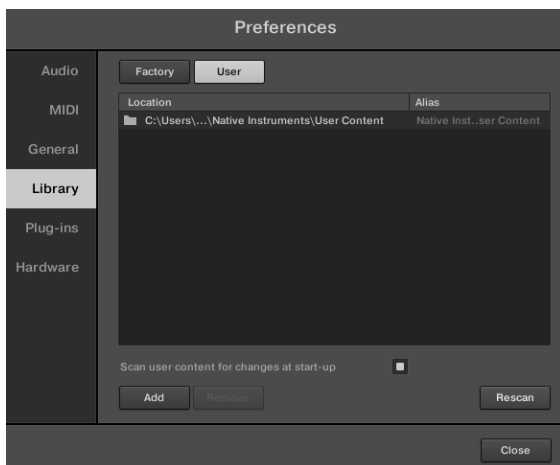 Preferences
Audio
MIDI
General
Library
Plug-ins
Hardware
Factory User
Location Alias
C:\Users\...\Native Instruments\User Content Native Inst..ser Content
Scan user content for changes at start-up
Add Remove Rescan
Close